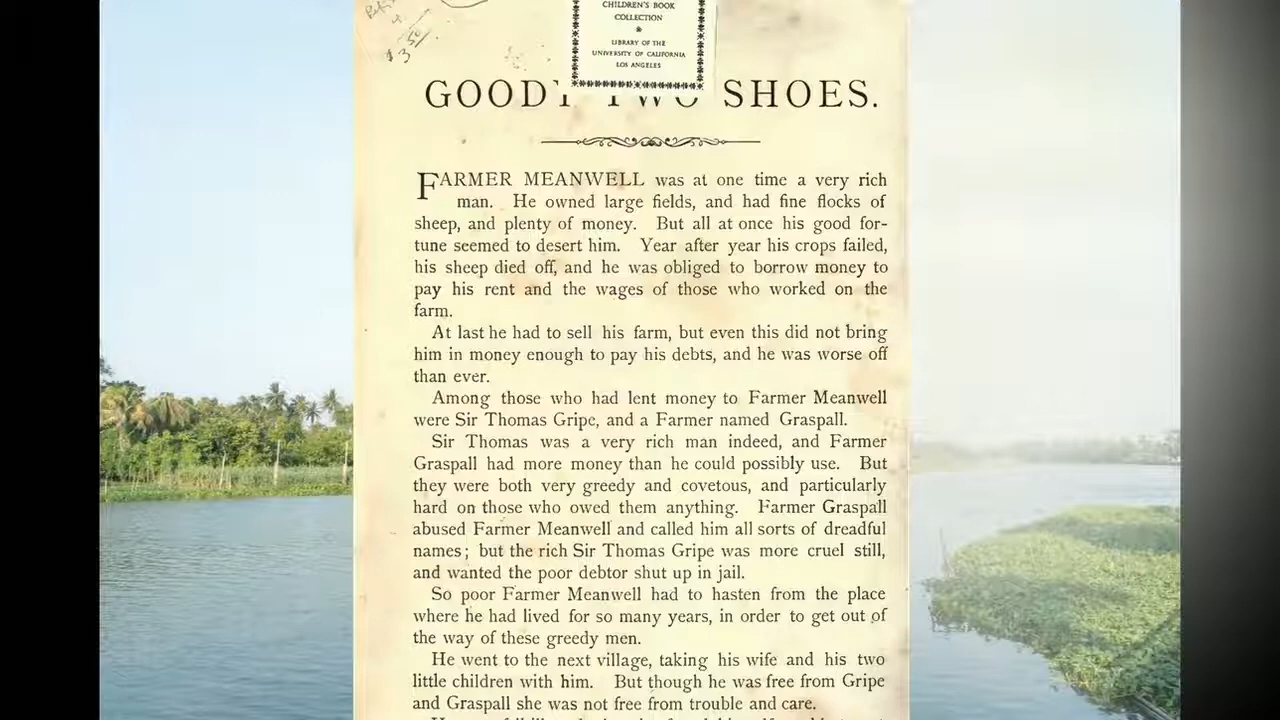 $3.50
CHILDREN'S BOOK
COLLECTION
LIBRARY OF THE
UNIVERSITY OF CALIFORNIA
LOS ANGELES
GOODY TWO SHOES.
FARMER MEANWELL was at one time a very rich
man. He owned large fields, and had fine flocks of
sheep, and plenty of money. But all at once his good for-
tune seemed to desert him. Year after year his crops failed,
his sheep died off, and he was obliged to borrow money to
pay his rent and the wages of those who worked on the
farm.
At last he had to sell his farm, but even this did not bring
him in money enough to pay his debts, and he was worse off
than ever.
Among those who had lent money to Farmer Meanwell
were Sir Thomas Gripe, and a Farmer named Graspall.
Sir Thomas was a very rich man indeed, and Farmer
Graspall had more money than he could possibly use. But
they were both very greedy and covetous, and particularly
hard on those who owed them anything. Farmer Graspall
abused Farmer Meanwell and called him all sorts of dreadful
names; but the rich Sir Thomas Gripe was more cruel still,
and wanted the poor debtor shut up in jail.
So poor Farmer Meanwell had to hasten from the place
where he had lived for so many years, in order to get out of
the way of these greedy men.
He went to the next village, taking his wife and his two
little children with him. But though he was free from Gripe
and Graspall she was not free from trouble and care.